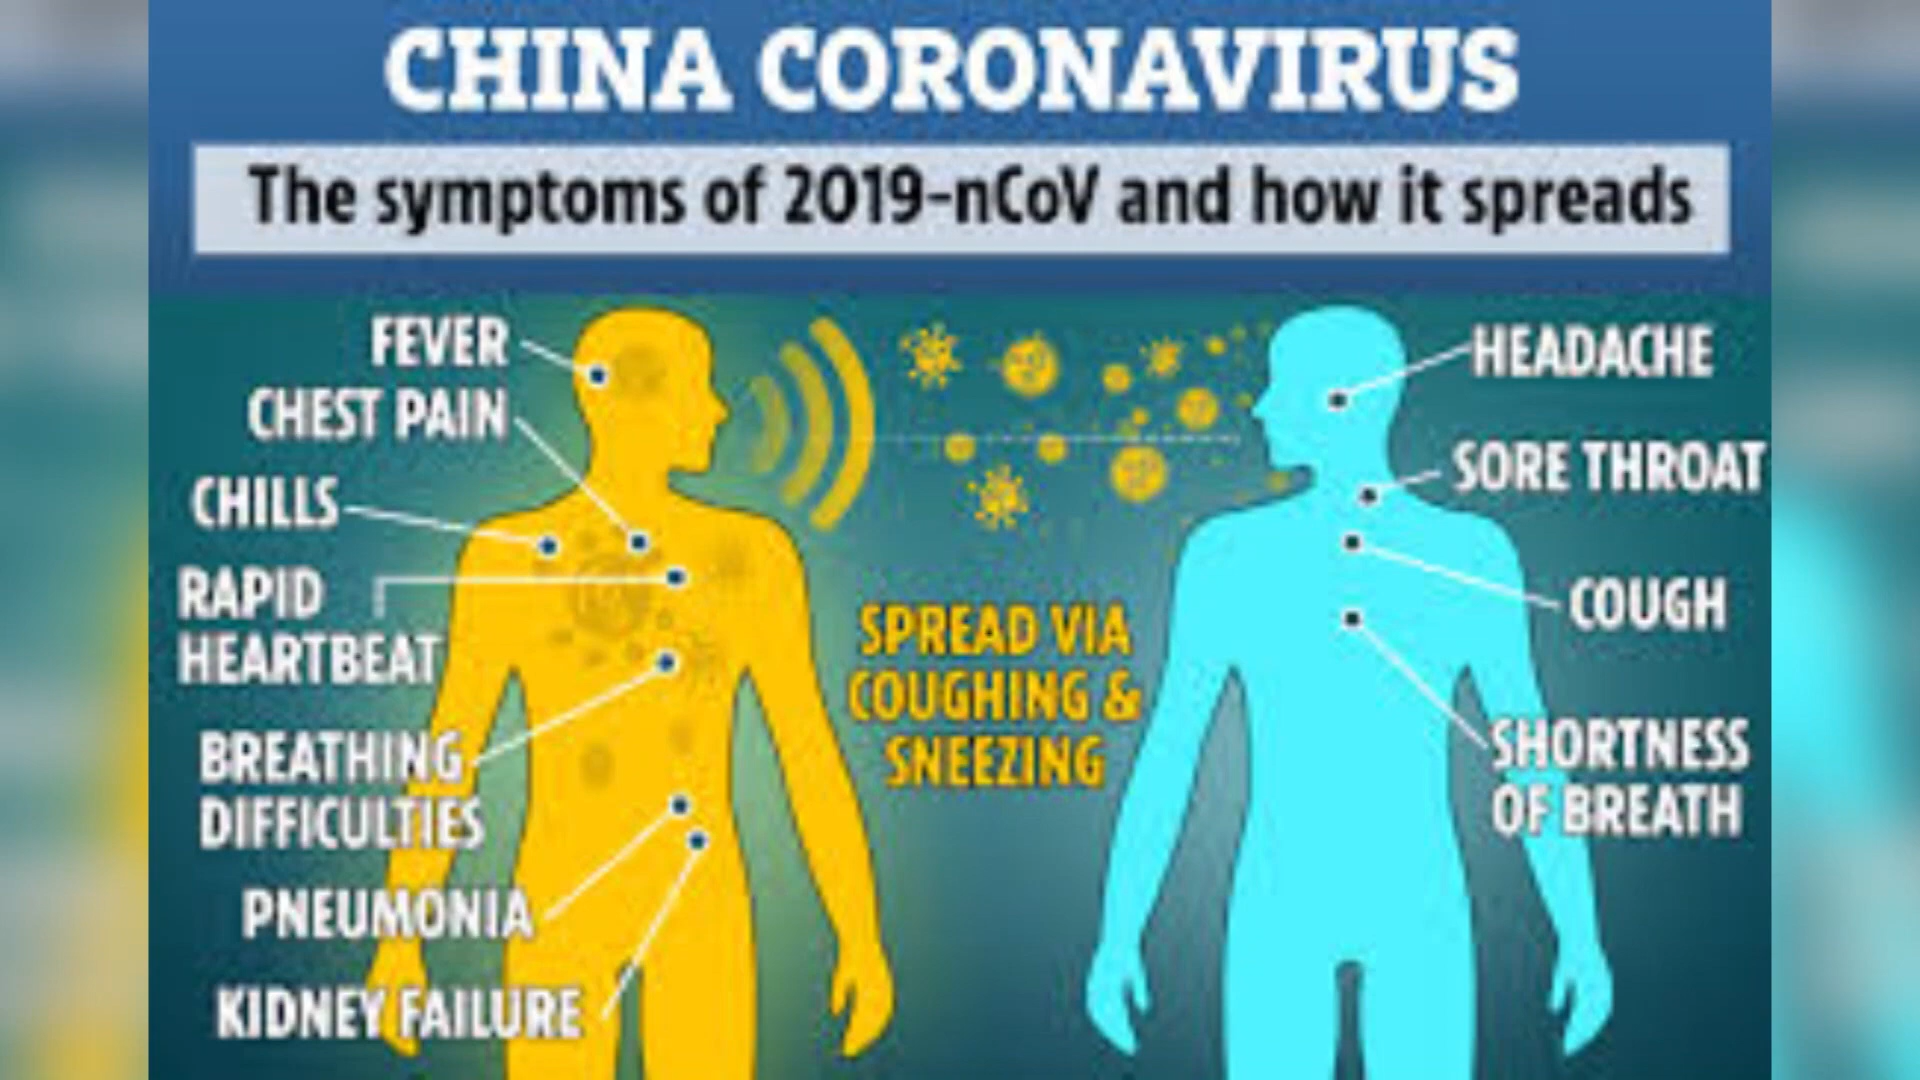 CHINA CORONAVIRUS
The symptoms of 2019-nCoV and how it spreads
FEVER
CHEST PAIN
CHILLS
RAPID
HEARTBEAT
BREATHING
DIFFICULTIES
PNEUMONIA
KIDNEY FAILURE
SPREAD VIA
COUGHING &
SNEEZING
HEADACHE
SORE THROAT
COUGH
SHORTNESS
OF BREATH